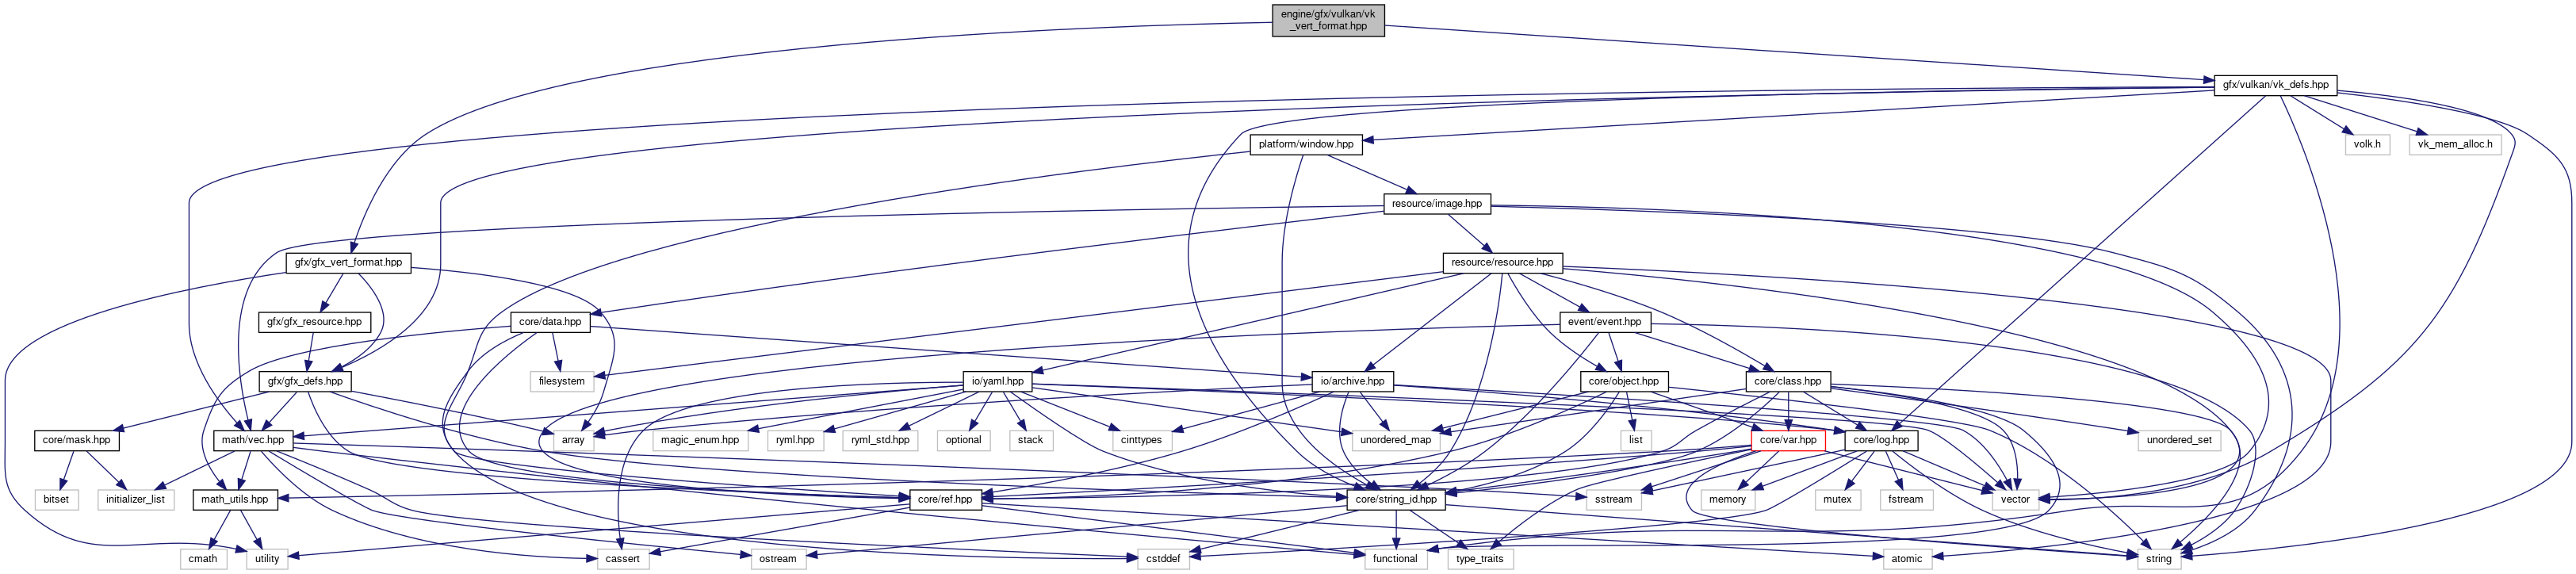 engine/gfx/vulkan/vk
_vert_format.hpp
gfx/vulkan/vk_defs.hpp
platform/window.hpp
volk.h
vk_mem_alloc.h
resource/image.hpp
gfx/gfx_vert_format.hpp
resource/resource.hpp
gfx/gfx_resource.hpp
core/data.hpp
event/event.hpp
gfx/gfx_defs.hpp
filesystem
io/yaml.hpp
io/archive.hpp
core/object.hpp
core/class.hpp
core/mask.hpp
math/vec.hpp
array
magic_enum.hpp
ryml.hpp
ryml_std.hpp
optional
stack
cinttypes
unordered_map
list
core/var.hpp
core/log.hpp
unordered_set
bitset
initializer_list
math_utils.hpp
core/ref.hpp
core/string_id.hpp
sstream
memory
mutex
fstream
vector
cmath
utility
cassert
ostream
cstddef
functional
type_traits
atomic
string